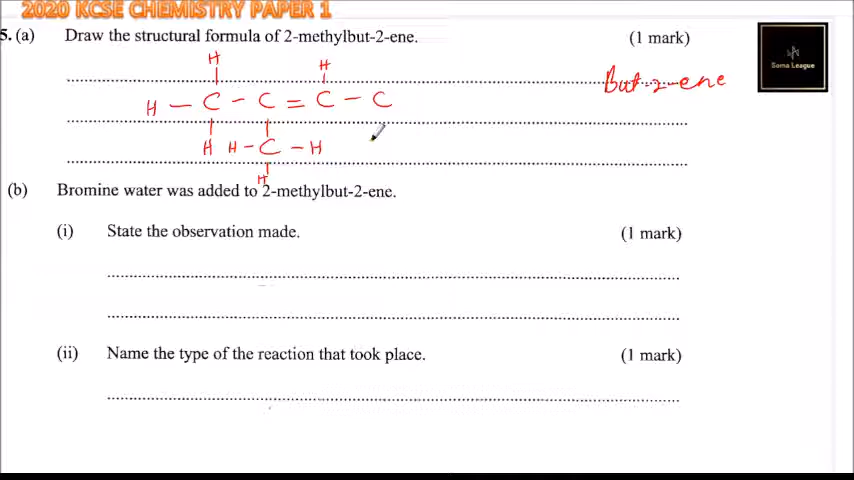 2020 KCSE CHEMISTRY PAPER 1
5. (a) Draw the structural formula of 2-methylbut-2-ene. (1 mark)
Soma League
But-2-ene
H H
H – C – C = C – C
H H – C – H
H
(b) Bromine water was added to 2-methylbut-2-ene.
(i) State the observation made. (1 mark)
(ii) Name the type of the reaction that took place. (1 mark)